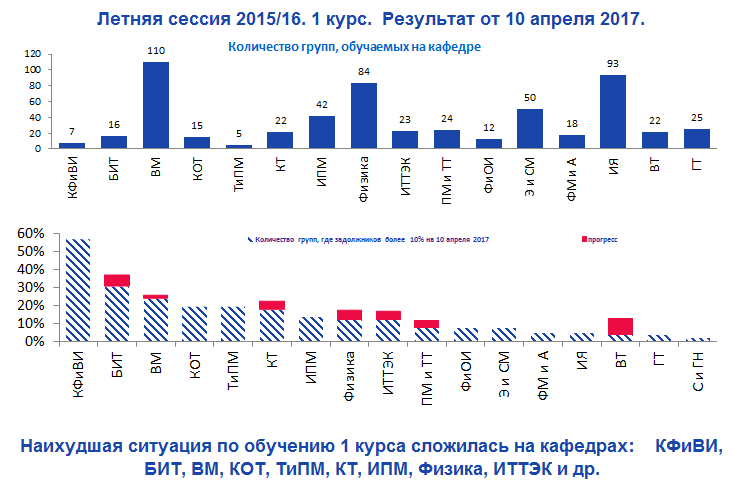 Летняя сессия 2015/16. 1 курс. Результат от 10 апреля 2017.
Количество групп, обучаемых на кафедре
120
100
80
60
40
20
0
7 16 110 15 5 22 42 84 23 24 12 50 18 93 22 25
КФиВИ БИТ ВМ КОТ ТиПМ КТ ИПМ Физика ИТТЭК ПМ и ТТ ФиОИ Э и СМ ФМ и А ИЯ ВТ ГТ
Количество групп, где задолжников более 10% на 10 апреля 2017 прогресс
60%
50%
40%
30%
20%
10%
0%
КФиВИ БИТ ВМ КОТ ТиПМ КТ ИПМ Физика ИТТЭК ПМ и ТТ ФиОИ Э и СМ ФМ и А ИЯ ВТ ГТ С и ГН
Наихудшая ситуация по обучению 1 курса сложилась на кафедрах: КФиВИ,
БИТ, ВМ, КОТ, ТиПМ, КТ, ИПМ, Физика, ИТТЭК и др.